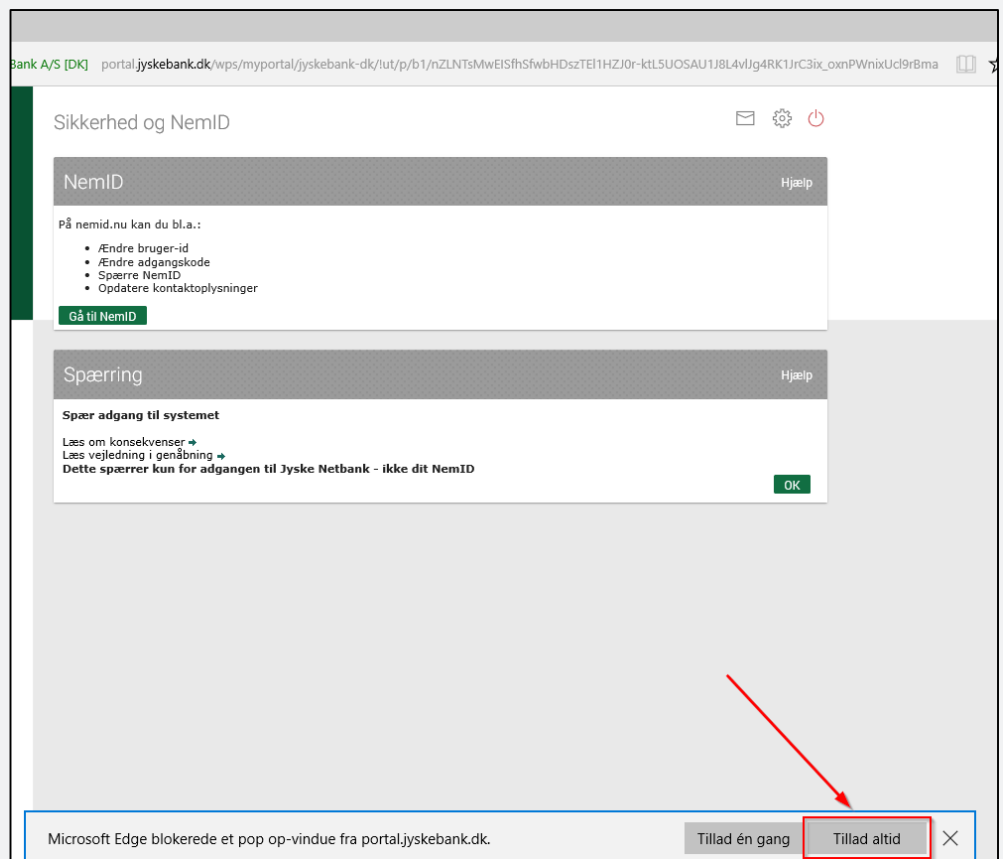 Bank A/S [DK] portal.jyskebank.dk/wps/myportal/jyskebank-dk/!ut/p/b1/nZLNTsMwEISfhSfwbHDszTEl1HZJ0r-ktL5UOSAU1J8L4vlJg4RK1JrC3ix_oxnPWnixUcl9rBma
Sikkerhed og NemID
NemID Hjælp
På nemid.nu kan du bl.a.:
• Ændre bruger-id
• Ændre adgangskode
• Spærre NemID
• Opdatere kontaktoplysninger
Gå til NemID
Spærring Hjælp
Spær adgang til systemet
Læs om konsekvenser
Læs vejledning i genåbning
Dette spærrer kun for adgangen til Jyske Netbank - ikke dit NemID
OK
Microsoft Edge blokerede et pop op-vindue fra portal.jyskebank.dk. Tillad én gang Tillad altid